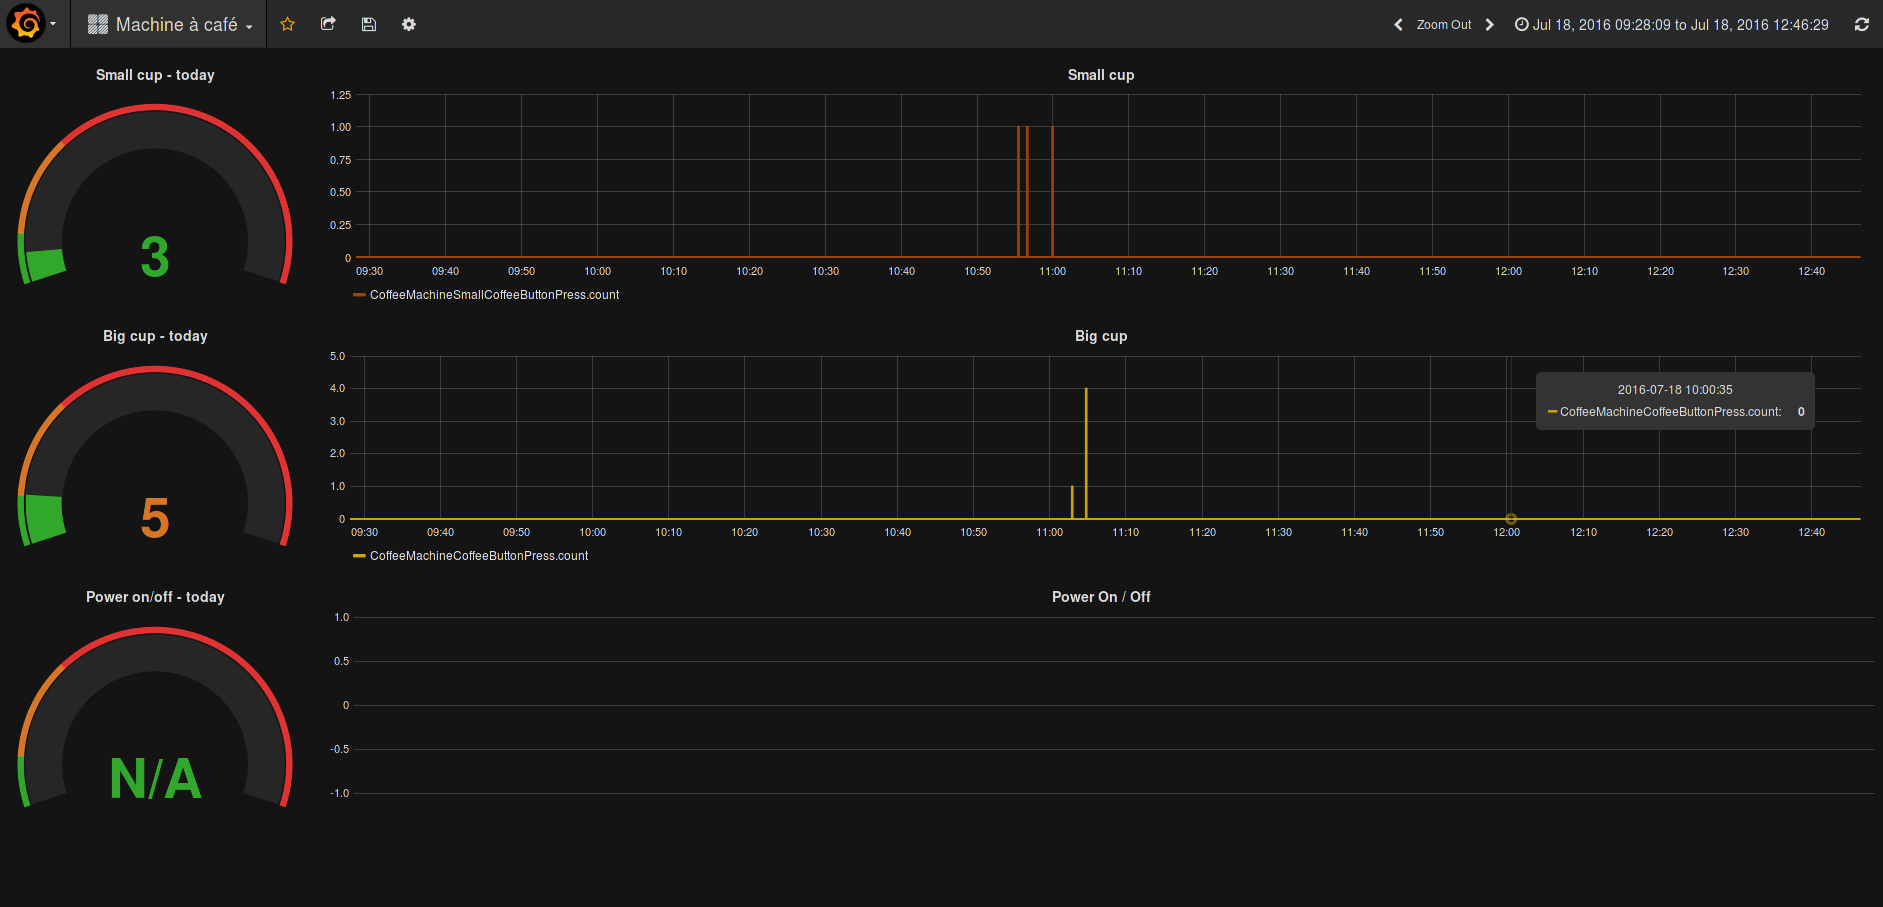 Machine à café
Zoom Out
Jul 18, 2016 09:28:09 to Jul 18, 2016 12:46:29
Small cup - today
3
Small cup
1.25
1.00
0.75
0.50
0.25
0
09:30 09:40 09:50 10:00 10:10 10:20 10:30 10:40 10:50 11:00 11:10 11:20 11:30 11:40 11:50 12:00 12:10 12:20 12:30 12:40
CoffeeMachineSmallCoffeeButtonPress.count
Big cup - today
5
Big cup
5.0
4.0
3.0
2.0
1.0
0
2016-07-18 10:00:35
CoffeeMachineCoffeeButtonPress.count: 0
09:30 09:40 09:50 10:00 10:10 10:20 10:30 10:40 10:50 11:00 11:10 11:20 11:30 11:40 11:50 12:00 12:10 12:20 12:30 12:40
CoffeeMachineCoffeeButtonPress.count
Power on/off - today
N/A
Power On / Off
1.0
0.5
0
-0.5
-1.0